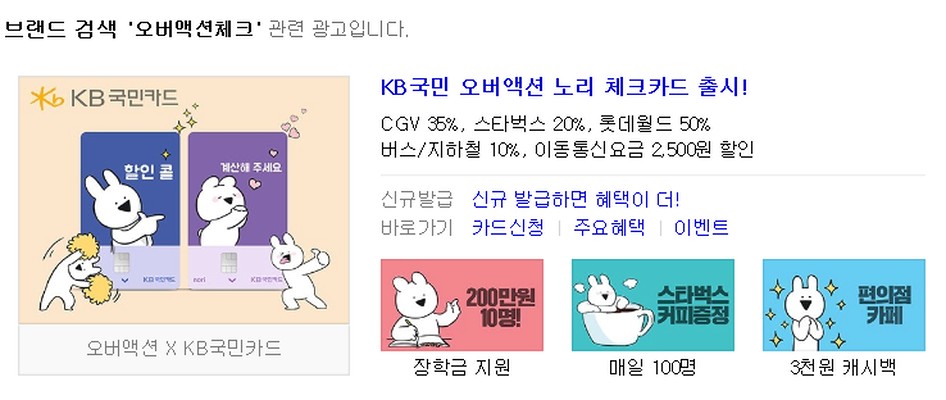 브랜드 검색 '오버액션체크' 관련 광고입니다.
KB국민카드
할인 콜
계산해 주세요
KB국민카드
nori KB국민카드
오버액션 X KB국민카드
KB국민 오버액션 노리 체크카드 출시!
CGV 35%, 스타벅스 20%, 롯데월드 50%
버스/지하철 10%, 이동통신요금 2,500원 할인
신규발급 신규 발급하면 혜택이 더!
바로가기 카드신청 | 주요혜택 | 이벤트
200만원
10명!
장학금 지원
스타벅스
커피증정
매일 100명
편의점
카페
3천원 캐시백